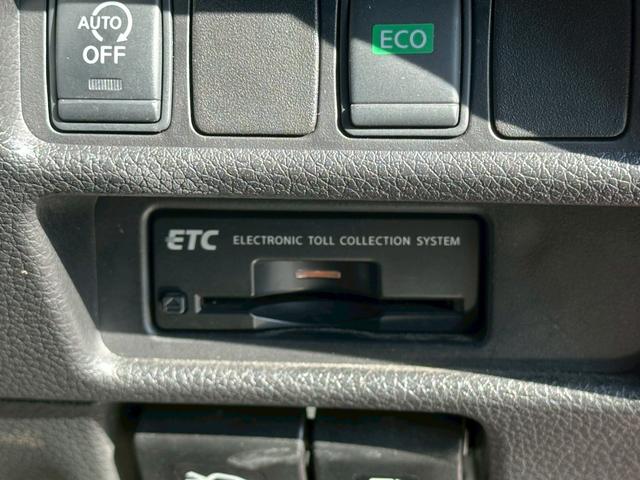 AUTO
OFF
ECO
ETC ELECTRONIC TOLL COLLECTION SYSTEM